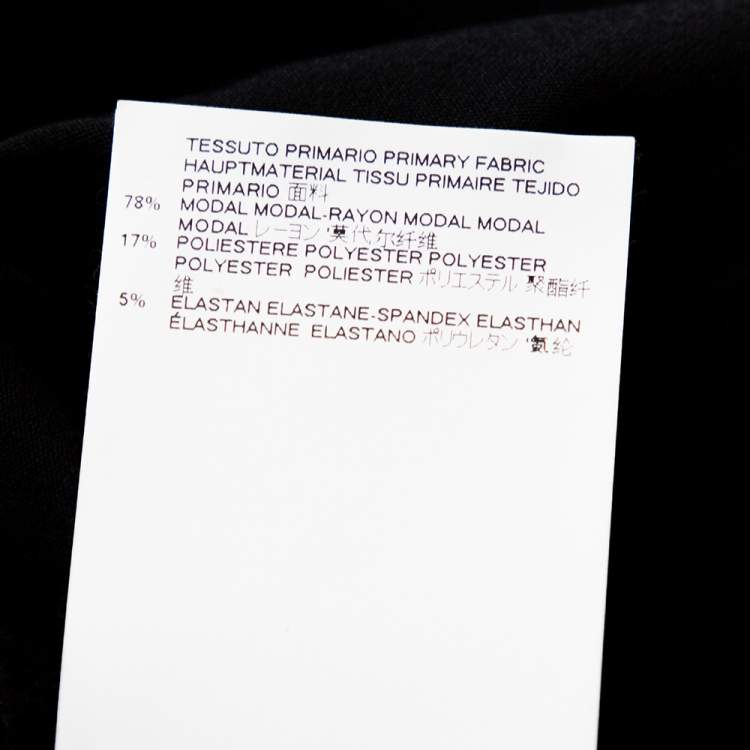 TESSUTO PRIMARIO PRIMARY FABRIC
HAUPTMATERIAL TISSU PRIMAIRE TEJIDO
PRIMARIO 面料
78% MODAL MODAL-RAYON MODAL MODAL
MODAL レーヨン '莫代尔纤维
17% POLIESTERE POLYESTER POLYESTER
POLYESTER POLIESTER ポリエステル 聚酯纤
维
5% ELASTAN ELASTANE-SPANDEX ELASTHAN
ÉLASTHANNE ELASTANO ポリウレタン '氨纶